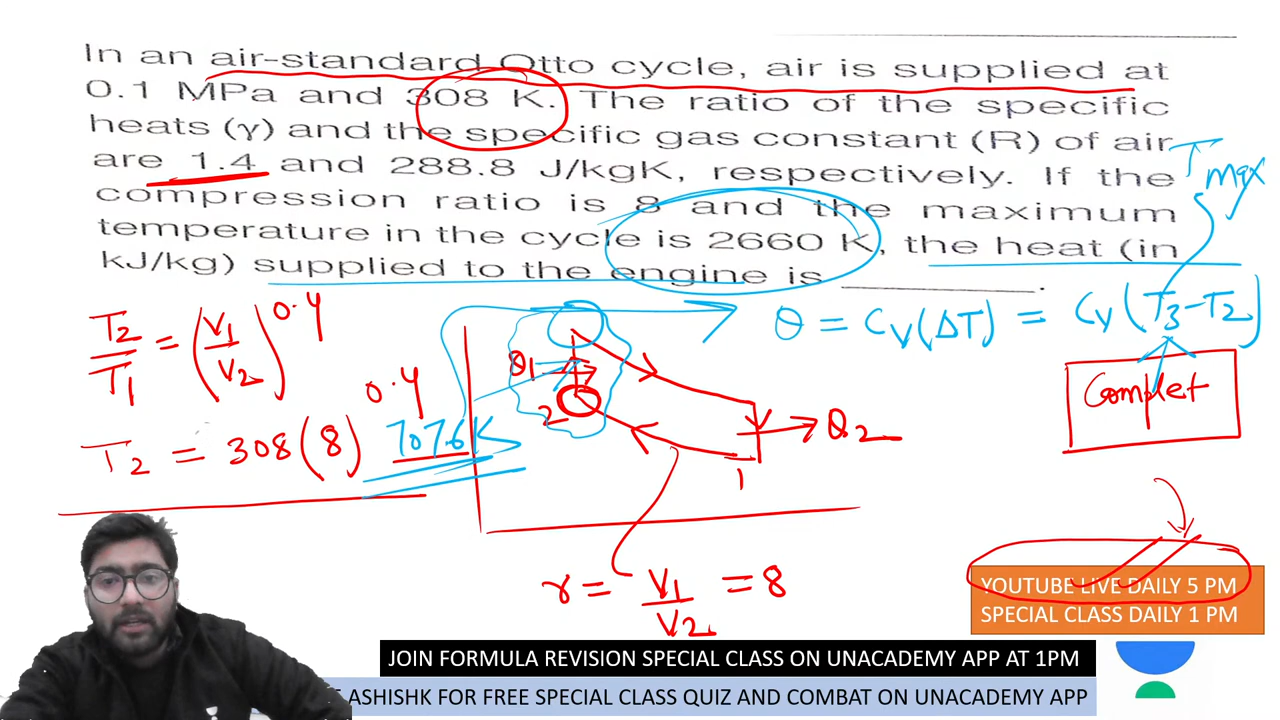 In an air-standard Otto cycle, air is supplied at
0.1 MPa and 308 K. The ratio of the specific
heats (γ) and the specific gas constant (R) of air
are 1.4 and 288.8 J/kgK, respectively. If the
compression ratio is 8 and the maximum
temperature in the cycle is 2660 K, the heat (in
kJ/kg) supplied to the engine is ____________.
T max
T2/T1 = (V1/V2)^0.4
θ = CV(ΔT) = CV(T3-T2)
Complet
T2 = 308(8)^0.4 707.6K
θ1
2
θ2
1
r = V1/V2 = 8
YOUTUBE LIVE DAILY 5 PM
SPECIAL CLASS DAILY 1 PM
JOIN FORMULA REVISION SPECIAL CLASS ON UNACADEMY APP AT 1PM
ASHISHK FOR FREE SPECIAL CLASS QUIZ AND COMBAT ON UNACADEMY APP